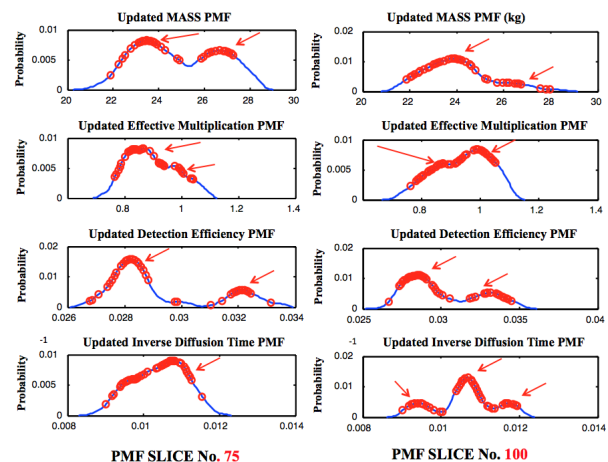 Updated MASS PMF
Probability
0.01
0.005
0
20 22 24 26 28 30
Updated Effective Multiplication PMF
Probability
0.01
0.005
0
0.8 1 1.2 1.4
Updated Detection Efficiency PMF
Probability
0.02
0.01
0
0.026 0.028 0.03 0.032 0.034
-1
Updated Inverse Diffusion Time PMF
Probability
0.01
0.005
0
0.008 0.01 0.012 0.014
PMF SLICE No. 75
Updated MASS PMF (kg)
Probability
0.02
0.01
0
20 22 24 26 28 30
Updated Effective Multiplication PMF
Probability
0.01
0.005
0
0.8 1 1.2 1.4
Updated Detection Efficiency PMF
Probability
0.02
0.01
0
0.025 0.03 0.035 0.04
-1
Updated Inverse Diffusion Time PMF
Probability
0.02
0.01
0
0.008 0.01 0.012 0.014
PMF SLICE No. 100